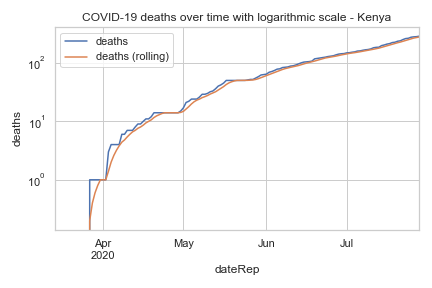 COVID-19 deaths over time with logarithmic scale - Kenya
deaths
deaths (rolling)
10²
10¹
10⁰
deaths
Apr
2020
May
Jun
Jul
dateRep